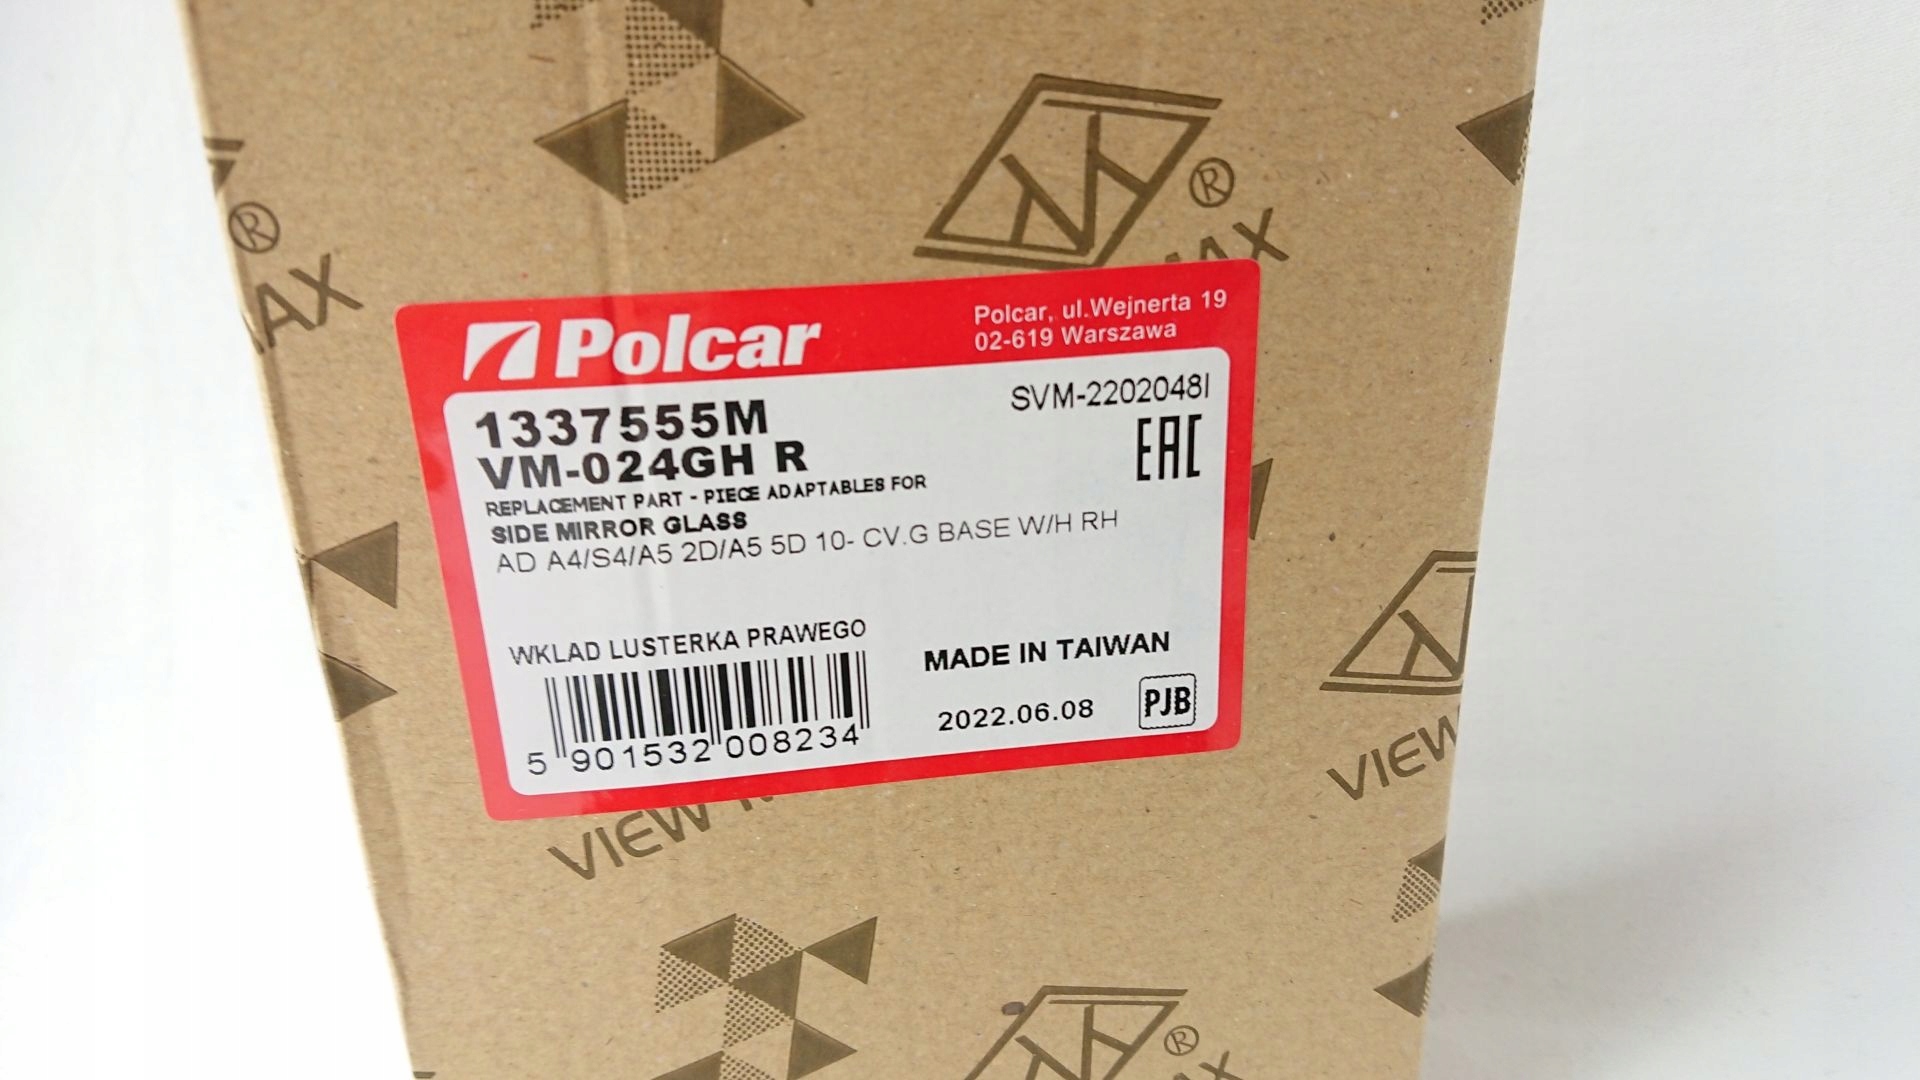 ®
AX
®
AX
Polcar
Polcar, ul.Wejnerta 19
02-619 Warszawa
1337555M
SVM-2202048I
VM-024GH R
EAC
REPLACEMENT PART - PIECE ADAPTABLES FOR
SIDE MIRROR GLASS
AD A4/S4/A5 2D/A5 5D 10- CV.G BASE W/H RH
WKLAD LUSTERKA PRAWEGO
MADE IN TAIWAN
5 901532 008234
2022.06.08
PJB
VIEW
VIEW
®